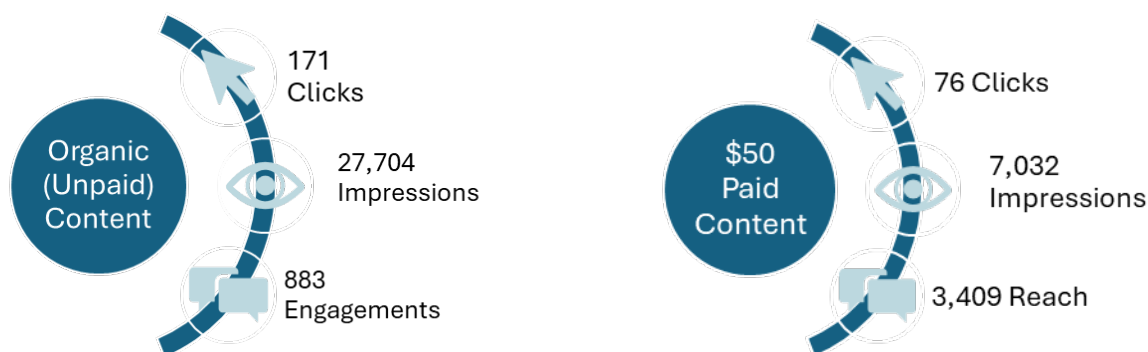 Organic
(Unpaid)
Content
171
Clicks
27,704
Impressions
883
Engagements
$50
Paid
Content
76 Clicks
7,032
Impressions
3,409 Reach